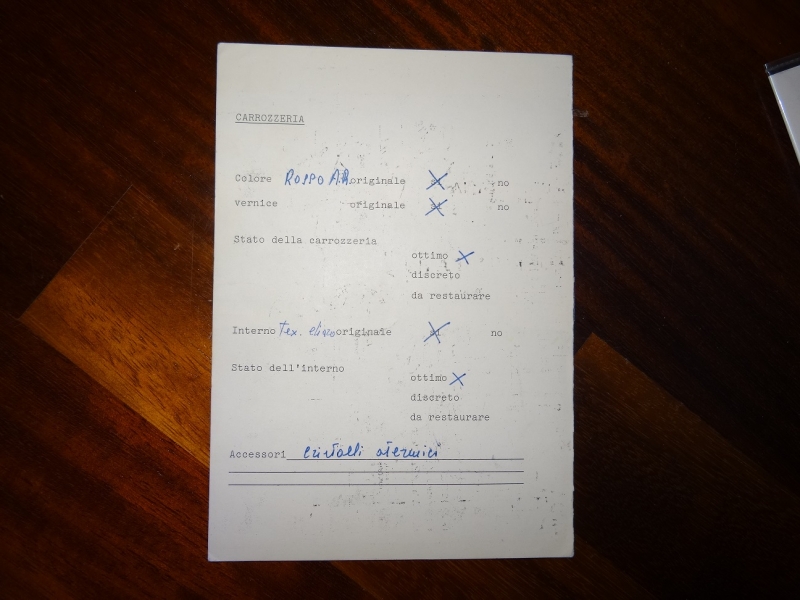 CARROZZERIA
Colore ROSSO A.R. originale no
vernice originale no
Stato della carrozzeria
ottimo X
discreto
da restaurare
Interno Tex. originale no
Stato dell'interno
ottimo X
discreto
da restaurare
Accessori cristalli atermici